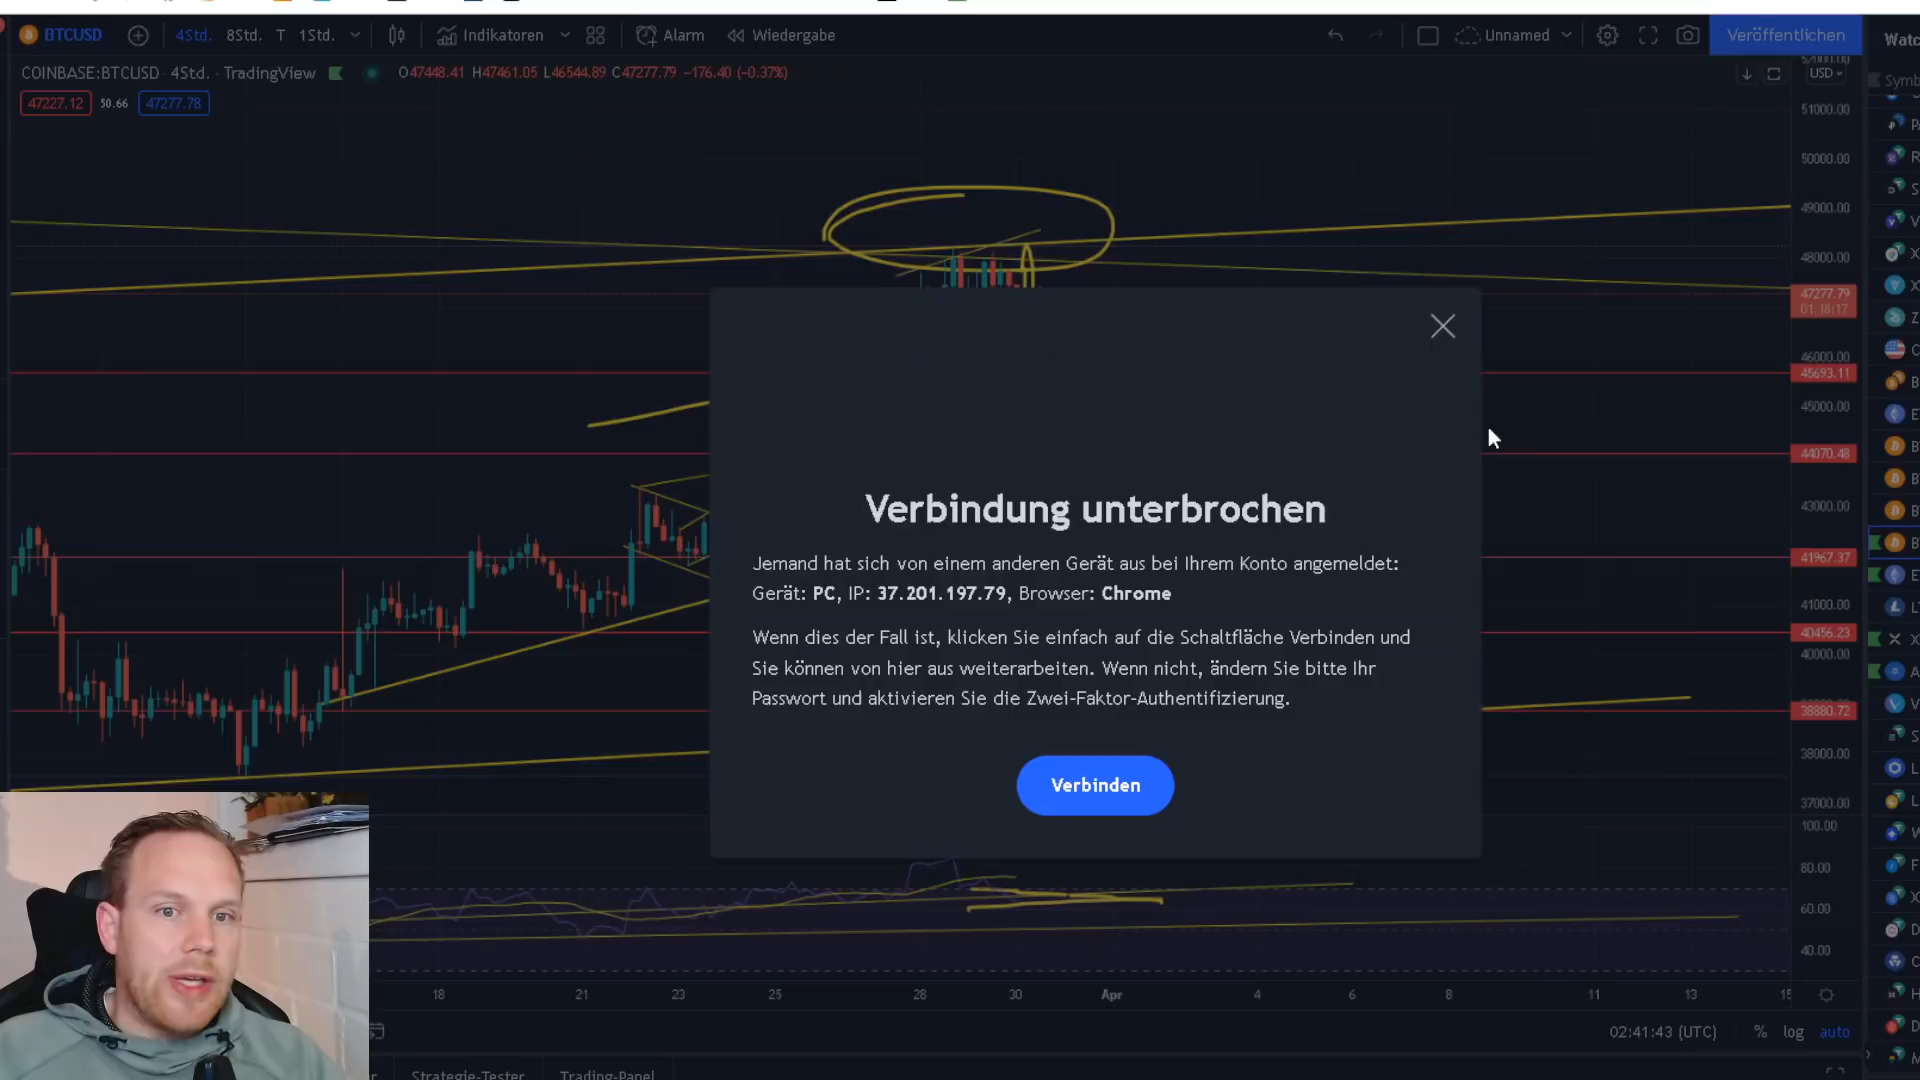 BTCUSD 4Std. 8Std. T 1Std. Indikatoren Alarm Wiedergabe Unnamed Veröffentlichen
COINBASE:BTCUSD · 4Std. · TradingView O47448.41 H47461.05 L46544.89 C47277.79 −176.40 (−0.37%) USD
47227.12 50.66 47277.78
51000.00
50000.00
49000.00
48000.00
47277.79
01:18:17
46000.00
45693.11
45000.00
44070.48
43000.00
41967.37
41000.00
40456.23
40000.00
38880.72
38000.00
37000.00
100.00
80.00
60.00
40.00
Verbindung unterbrochen
Jemand hat sich von einem anderen Gerät aus bei Ihrem Konto angemeldet:
Gerät: PC, IP: 37.201.197.79, Browser: Chrome
Wenn dies der Fall ist, klicken Sie einfach auf die Schaltfläche Verbinden und
Sie können von hier aus weiterarbeiten. Wenn nicht, ändern Sie bitte Ihr
Passwort und aktivieren Sie die Zwei-Faktor-Authentifizierung.
Verbinden
18 21 23 25 28 30 Apr 4 6 8 11 13 15
02:41:43 (UTC) % log auto
Strategie-Tester Trading-Panel